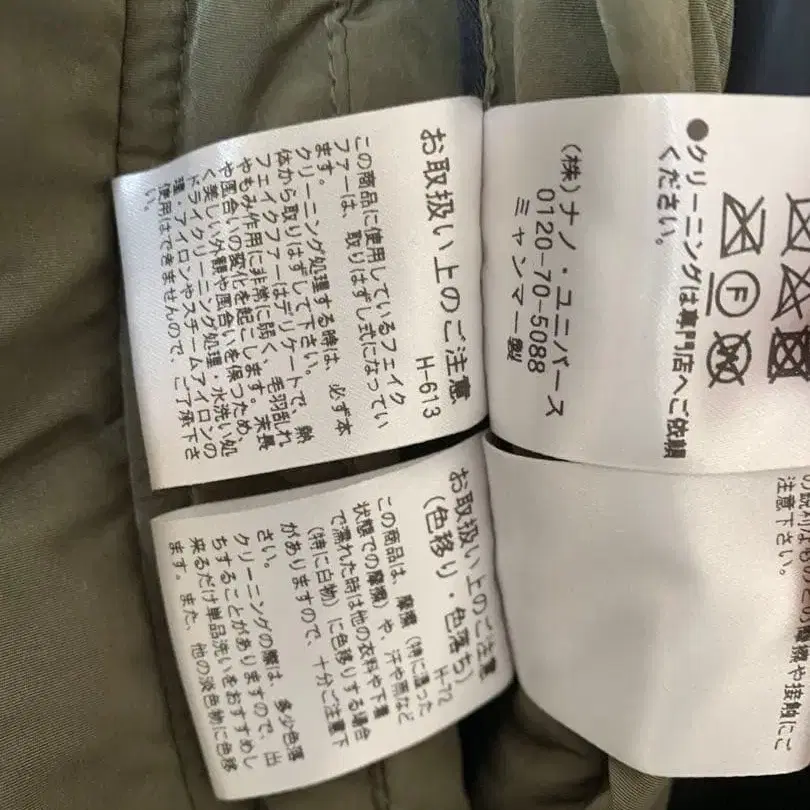 ●クリーニングは専門店へご依頼
ください。
(株)ナノ・ユニバース
0120-70-5088
ミャンマー製
お取扱い上のご注意
H-613
この商品に使用しているフェイク
ファーは、取りはずし式になってい
ます。
クリーニング処理する時は、必ず本
体から取りはずして下さい。
フェイクファーはデリケートで、熱
やもみ作用に非常に弱く、毛羽乱れ
や風合いの変化を起こします。末長
く美しい外観や風合いを保つため、
ドライクリーニング処理・水洗い処
理・アイロンやスチームアイロンの
使用はできませんので、ご了承下さ
い。
お取扱い上のご注意
(色移り・色落ち)
H-72
この商品は、摩擦(特に湿った
状態での摩擦)や、汗や雨など
で濡れた時は他の衣料や下着
(特に白物)に色移りする場合
がありますので、十分ご注意下
さい。
クリーニングの際は、多少色落
ちすることがありますので、出
来るだけ単品洗いをおすすめし
ます。また、他の淡色物に色移
摩擦や接触にご
注意下さい。